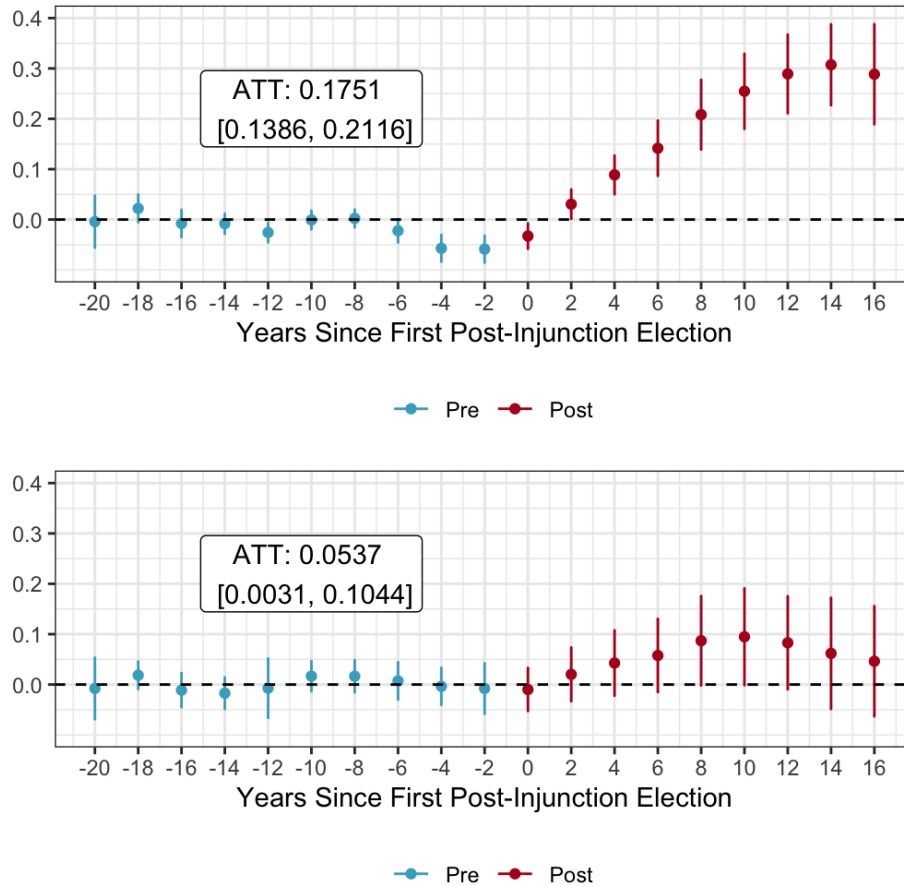 0.4
0.3
0.2
0.1
0.0
ATT: 0.1751
[0.1386, 0.2116]
-20 -18 -16 -14 -12 -10 -8 -6 -4 -2 0 2 4 6 8 10 12 14 16
Years Since First Post-Injunction Election
Pre Post
0.4
0.3
0.2
0.1
0.0
ATT: 0.0537
[0.0031, 0.1044]
-20 -18 -16 -14 -12 -10 -8 -6 -4 -2 0 2 4 6 8 10 12 14 16
Years Since First Post-Injunction Election
Pre Post